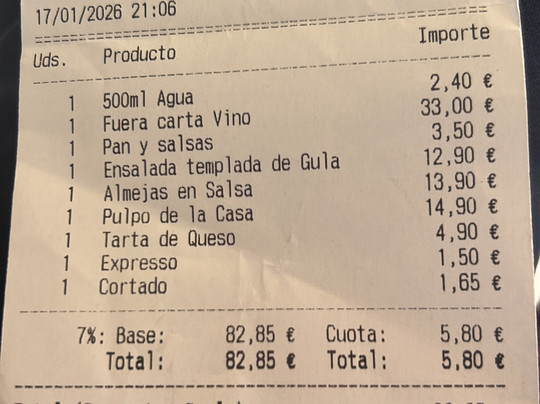 17/01/2026 21:06
Uds. Producto Importe
1 500ml Agua 2,40 €
1 Fuera carta Vino 33,00 €
1 Pan y salsas 3,50 €
1 Ensalada templada de Gula 12,90 €
1 Almejas en Salsa 13,90 €
1 Pulpo de la Casa 14,90 €
1 Tarta de Queso 4,90 €
1 Expresso 1,50 €
1 Cortado 1,65 €
7%: Base: 82,85 € Cuota: 5,80 €
Total: 82,85 € Total: 5,80 €